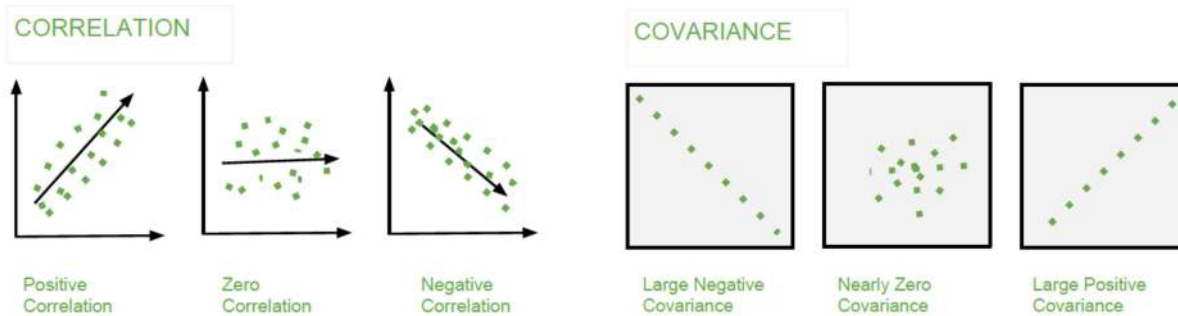 CORRELATION
COVARIANCE
Positive
Correlation
Zero
Correlation
Negative
Correlation
Large Negative
Covariance
Nearly Zero
Covariance
Large Positive
Covariance